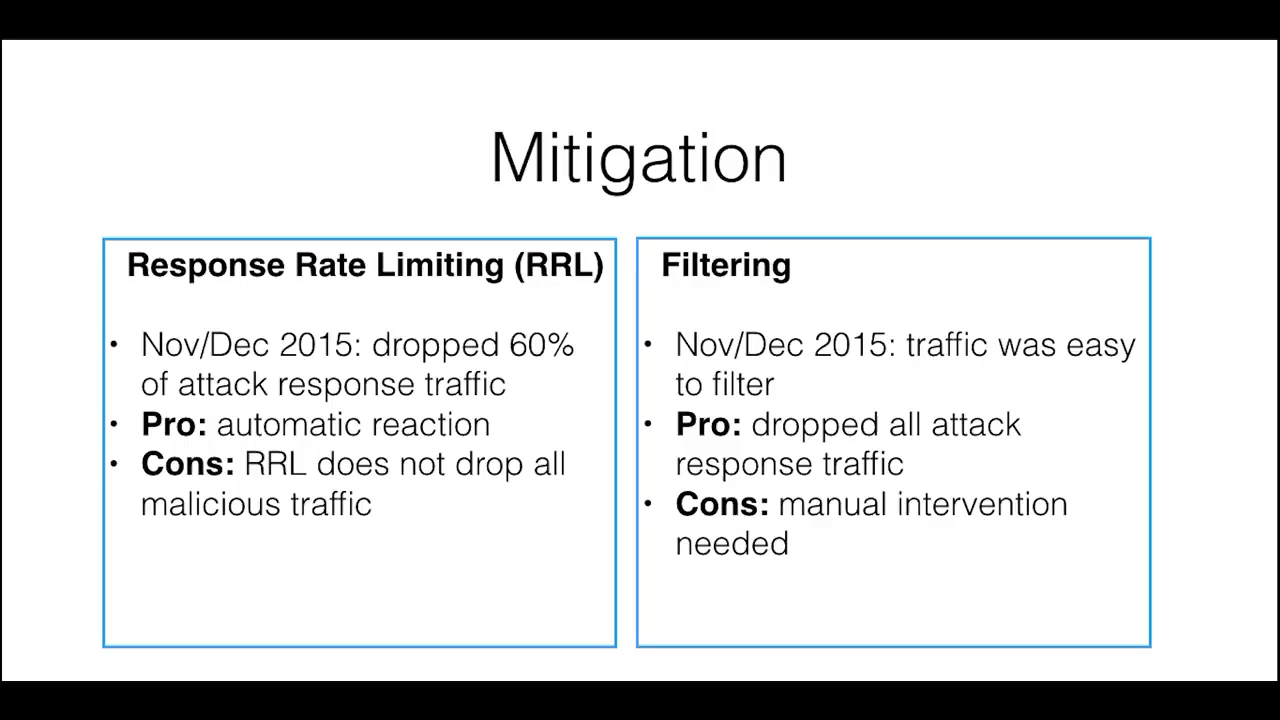 Mitigation
Response Rate Limiting (RRL)
• Nov/Dec 2015: dropped 60%
of attack response traffic
• Pro: automatic reaction
• Cons: RRL does not drop all
malicious traffic
Filtering
• Nov/Dec 2015: traffic was easy
to filter
• Pro: dropped all attack
response traffic
• Cons: manual intervention
needed